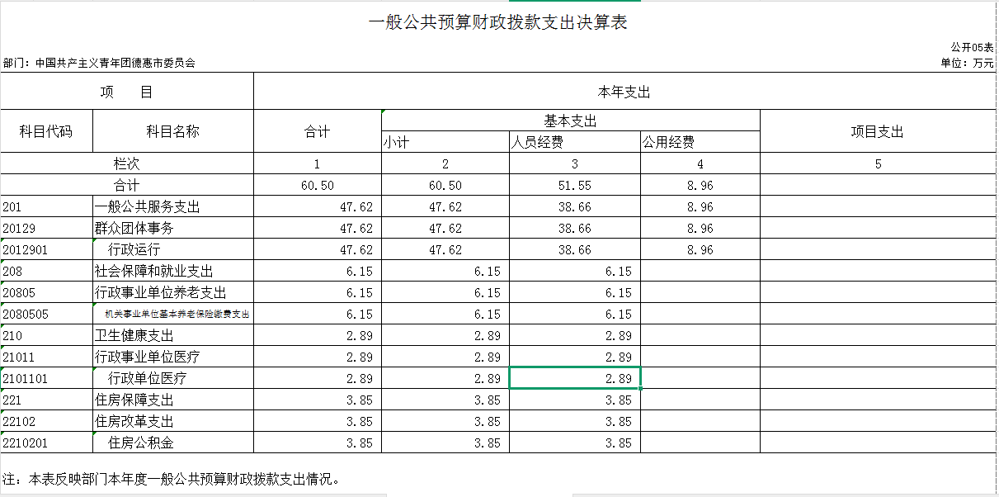 一般公共预算财政拨款支出决算表
公开05表
部门：中国共产主义青年团德惠市委员会 单位：万元
项 目 本年支出
科目代码 科目名称 合计 基本支出 项目支出
小计 人员经费 公用经费
栏次 1 2 3 4 5
合计 60.50 60.50 51.55 8.96
201 一般公共服务支出 47.62 47.62 38.66 8.96
20129 群众团体事务 47.62 47.62 38.66 8.96
2012901 行政运行 47.62 47.62 38.66 8.96
208 社会保障和就业支出 6.15 6.15 6.15
20805 行政事业单位养老支出 6.15 6.15 6.15
2080505 机关事业单位基本养老保险缴费支出 6.15 6.15 6.15
210 卫生健康支出 2.89 2.89 2.89
21011 行政事业单位医疗 2.89 2.89 2.89
2101101 行政单位医疗 2.89 2.89 2.89
221 住房保障支出 3.85 3.85 3.85
22102 住房改革支出 3.85 3.85 3.85
2210201 住房公积金 3.85 3.85 3.85
注：本表反映部门本年度一般公共预算财政拨款支出情况。